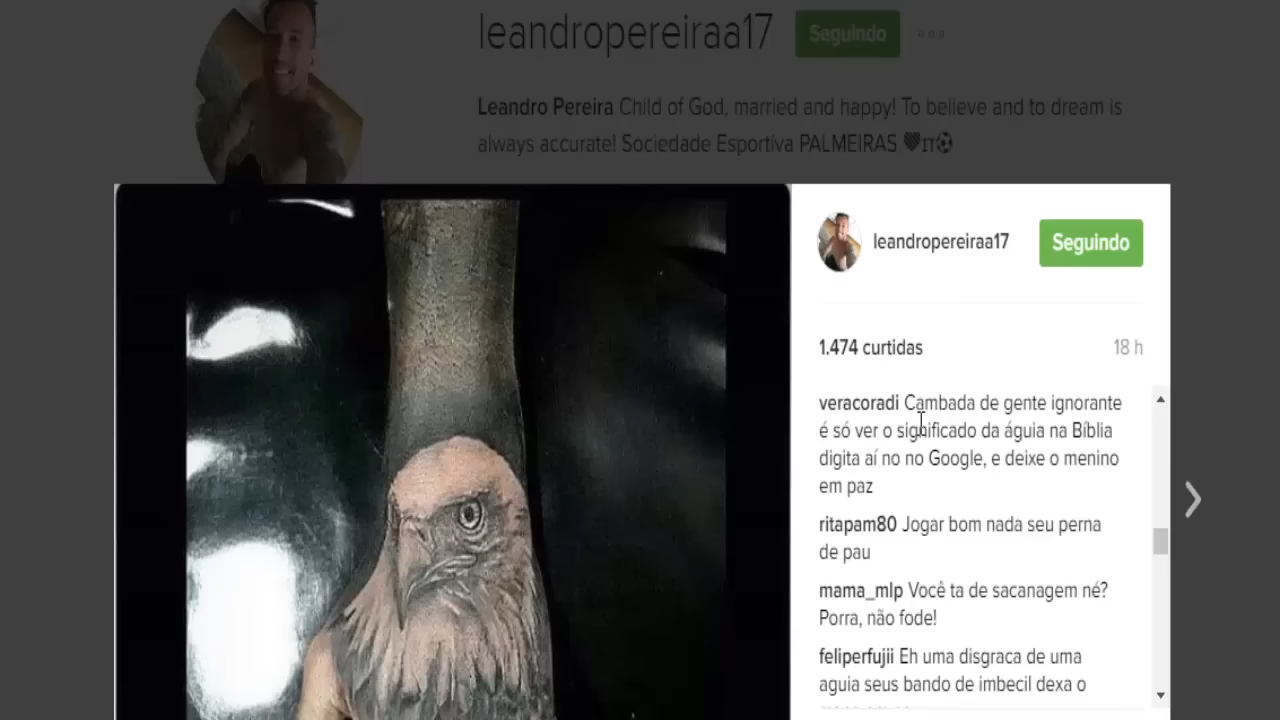 leandropereiraa17 Seguindo
Leandro Pereira Child of God, married and happy! To believe and to dream is
always accurate! Sociedade Esportiva PALMEIRAS 🖤IT⚽
leandropereiraa17 Seguindo
1.474 curtidas 18 h
veracoradi Cambada de gente ignorante
é só ver o significado da águia na Bíblia
digita aí no no Google, e deixe o menino
em paz
ritapam80 Jogar bom nada seu perna
de pau
mama_mlp Você ta de sacanagem né?
Porra, não fode!
feliperfujii Eh uma disgraca de uma
aguia seus bando de imbecil dexa o